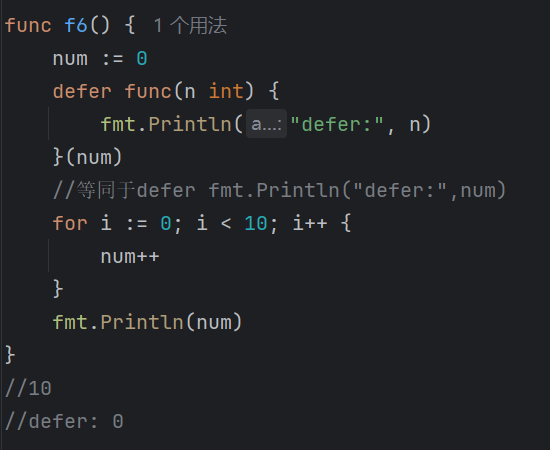 func f6() { 1 个用法
    num := 0
    defer func(n int) {
        fmt.Println(a...: "defer:", n)
    }(num)
    //等同于defer fmt.Println("defer:",num)
    for i := 0; i < 10; i++ {
        num++
    }
    fmt.Println(num)
}
//10
//defer: 0